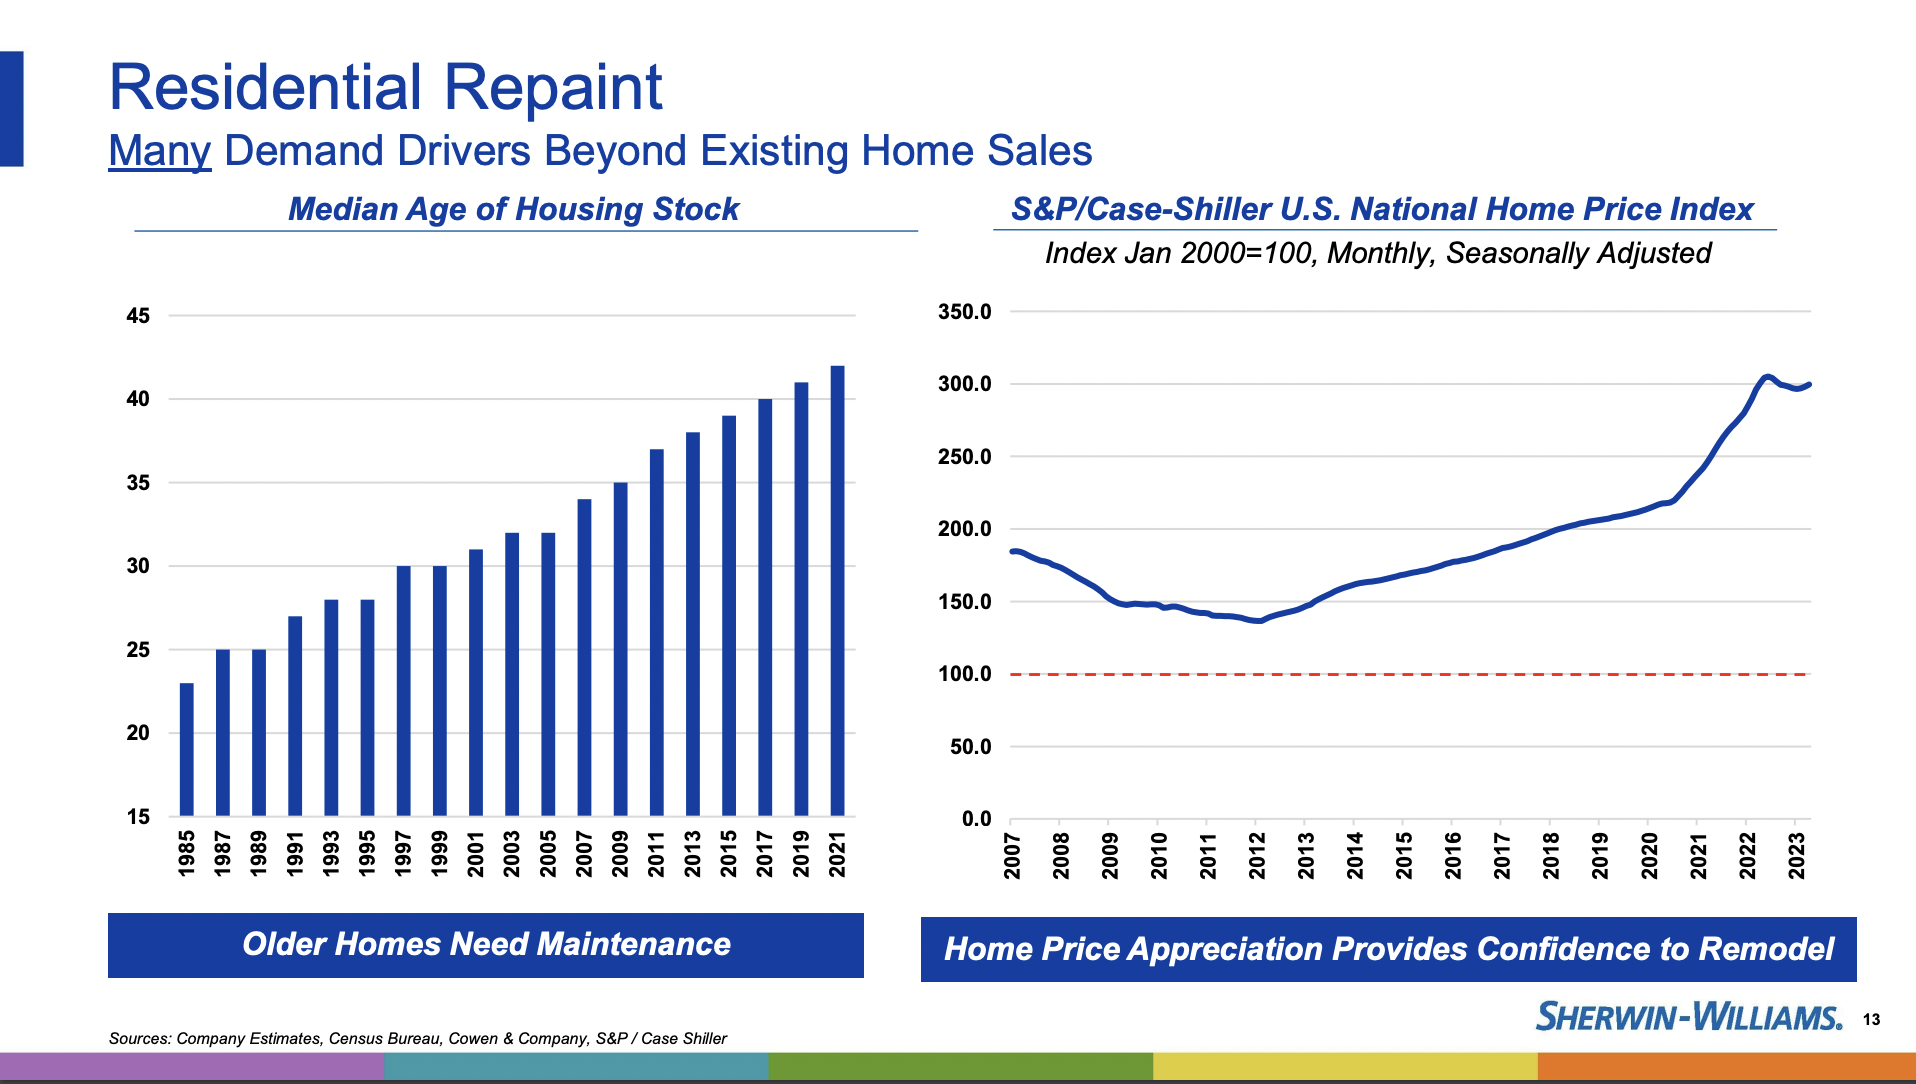 Residential Repaint
Many Demand Drivers Beyond Existing Home Sales
Median Age of Housing Stock
45
40
35
30
25
20
15
1985 1987 1989 1991 1993 1995 1997 1999 2001 2003 2005 2007 2009 2011 2013 2015 2017 2019 2021
Older Homes Need Maintenance
S&P/Case-Shiller U.S. National Home Price Index
Index Jan 2000=100, Monthly, Seasonally Adjusted
350.0
300.0
250.0
200.0
150.0
100.0
50.0
0.0
2007 2008 2009 2010 2011 2012 2013 2014 2015 2016 2017 2018 2019 2020 2021 2022 2023
Home Price Appreciation Provides Confidence to Remodel
Sources: Company Estimates, Census Bureau, Cowen & Company, S&P / Case Shiller
SHERWIN-WILLIAMS.
13